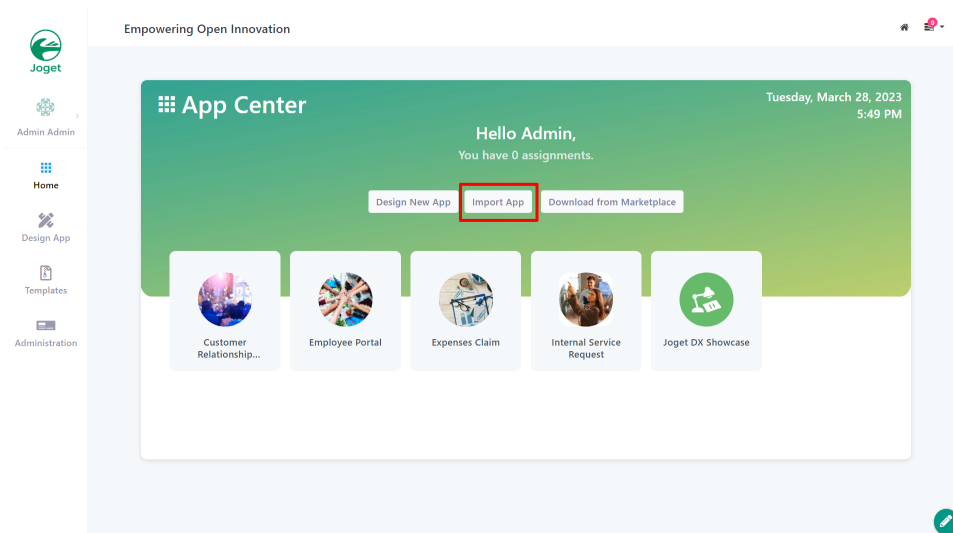 Empowering Open Innovation
0
Joget
Admin Admin
Home
Design App
Templates
Administration
App Center
Tuesday, March 28, 2023
5:49 PM
Hello Admin,
You have 0 assignments.
Design New App
Import App
Download from Marketplace
Customer
Relationship...
Employee Portal
Expenses Claim
Internal Service
Request
Joget DX Showcase